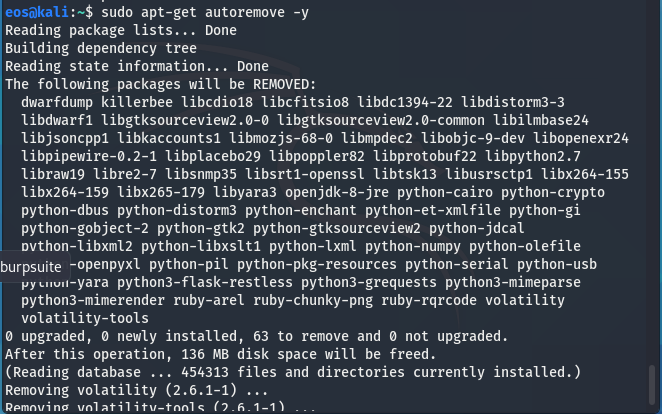 eos@kali:~$ sudo apt-get autoremove -y
Reading package lists... Done
Building dependency tree
Reading state information... Done
The following packages will be REMOVED:
dwarfdump killerbee libcdio18 libcfitsio8 libdc1394-22 libdistorm3-3
libdwarf1 libgtksourceview2.0-0 libgtksourceview2.0-common libilmbase24
libjsoncpp1 libkaccounts1 libmozjs-68-0 libmpdec2 libobjc-9-dev libopenexr24
libpipewire-0.2-1 libplacebo29 libpoppler82 libprotobuf22 libpython2.7
libraw19 libre2-7 libsnmp35 libsrt1-openssl libtsk13 libusrsctp1 libx264-155
libx264-159 libx265-179 libyara3 openjdk-8-jre python-cairo python-crypto
python-dbus python-distorm3 python-enchant python-et-xmlfile python-gi
python-gobject-2 python-gtk2 python-gtksourceview2 python-jdcal
python-libxml2 python-libxslt1 python-lxml python-numpy python-olefile
burpsuite openpyxl python-pil python-pkg-resources python-serial python-usb
python-yara python3-flask-restless python3-grequests python3-mimeparse
python3-mimerender ruby-arel ruby-chunky-png ruby-rqrcode volatility
volatility-tools
0 upgraded, 0 newly installed, 63 to remove and 0 not upgraded.
After this operation, 136 MB disk space will be freed.
(Reading database ... 454313 files and directories currently installed.)
Removing volatility (2.6.1-1) ...
Removing volatility-tools (2.6.1-1) ...